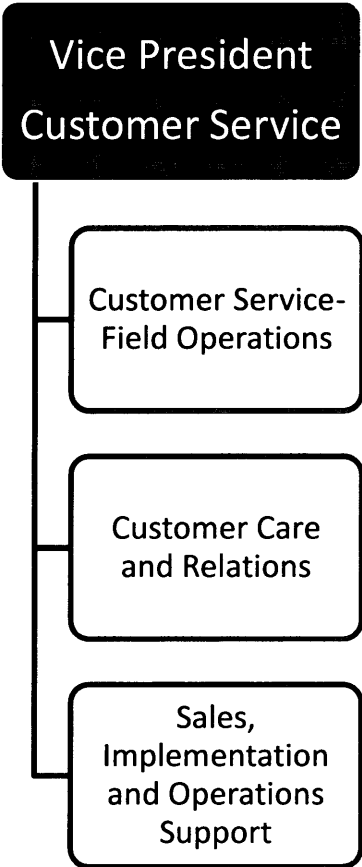 Vice President
Customer Service
Customer Service-
Field Operations
Customer Care
and Relations
Sales,
Implementation
and Operations
Support